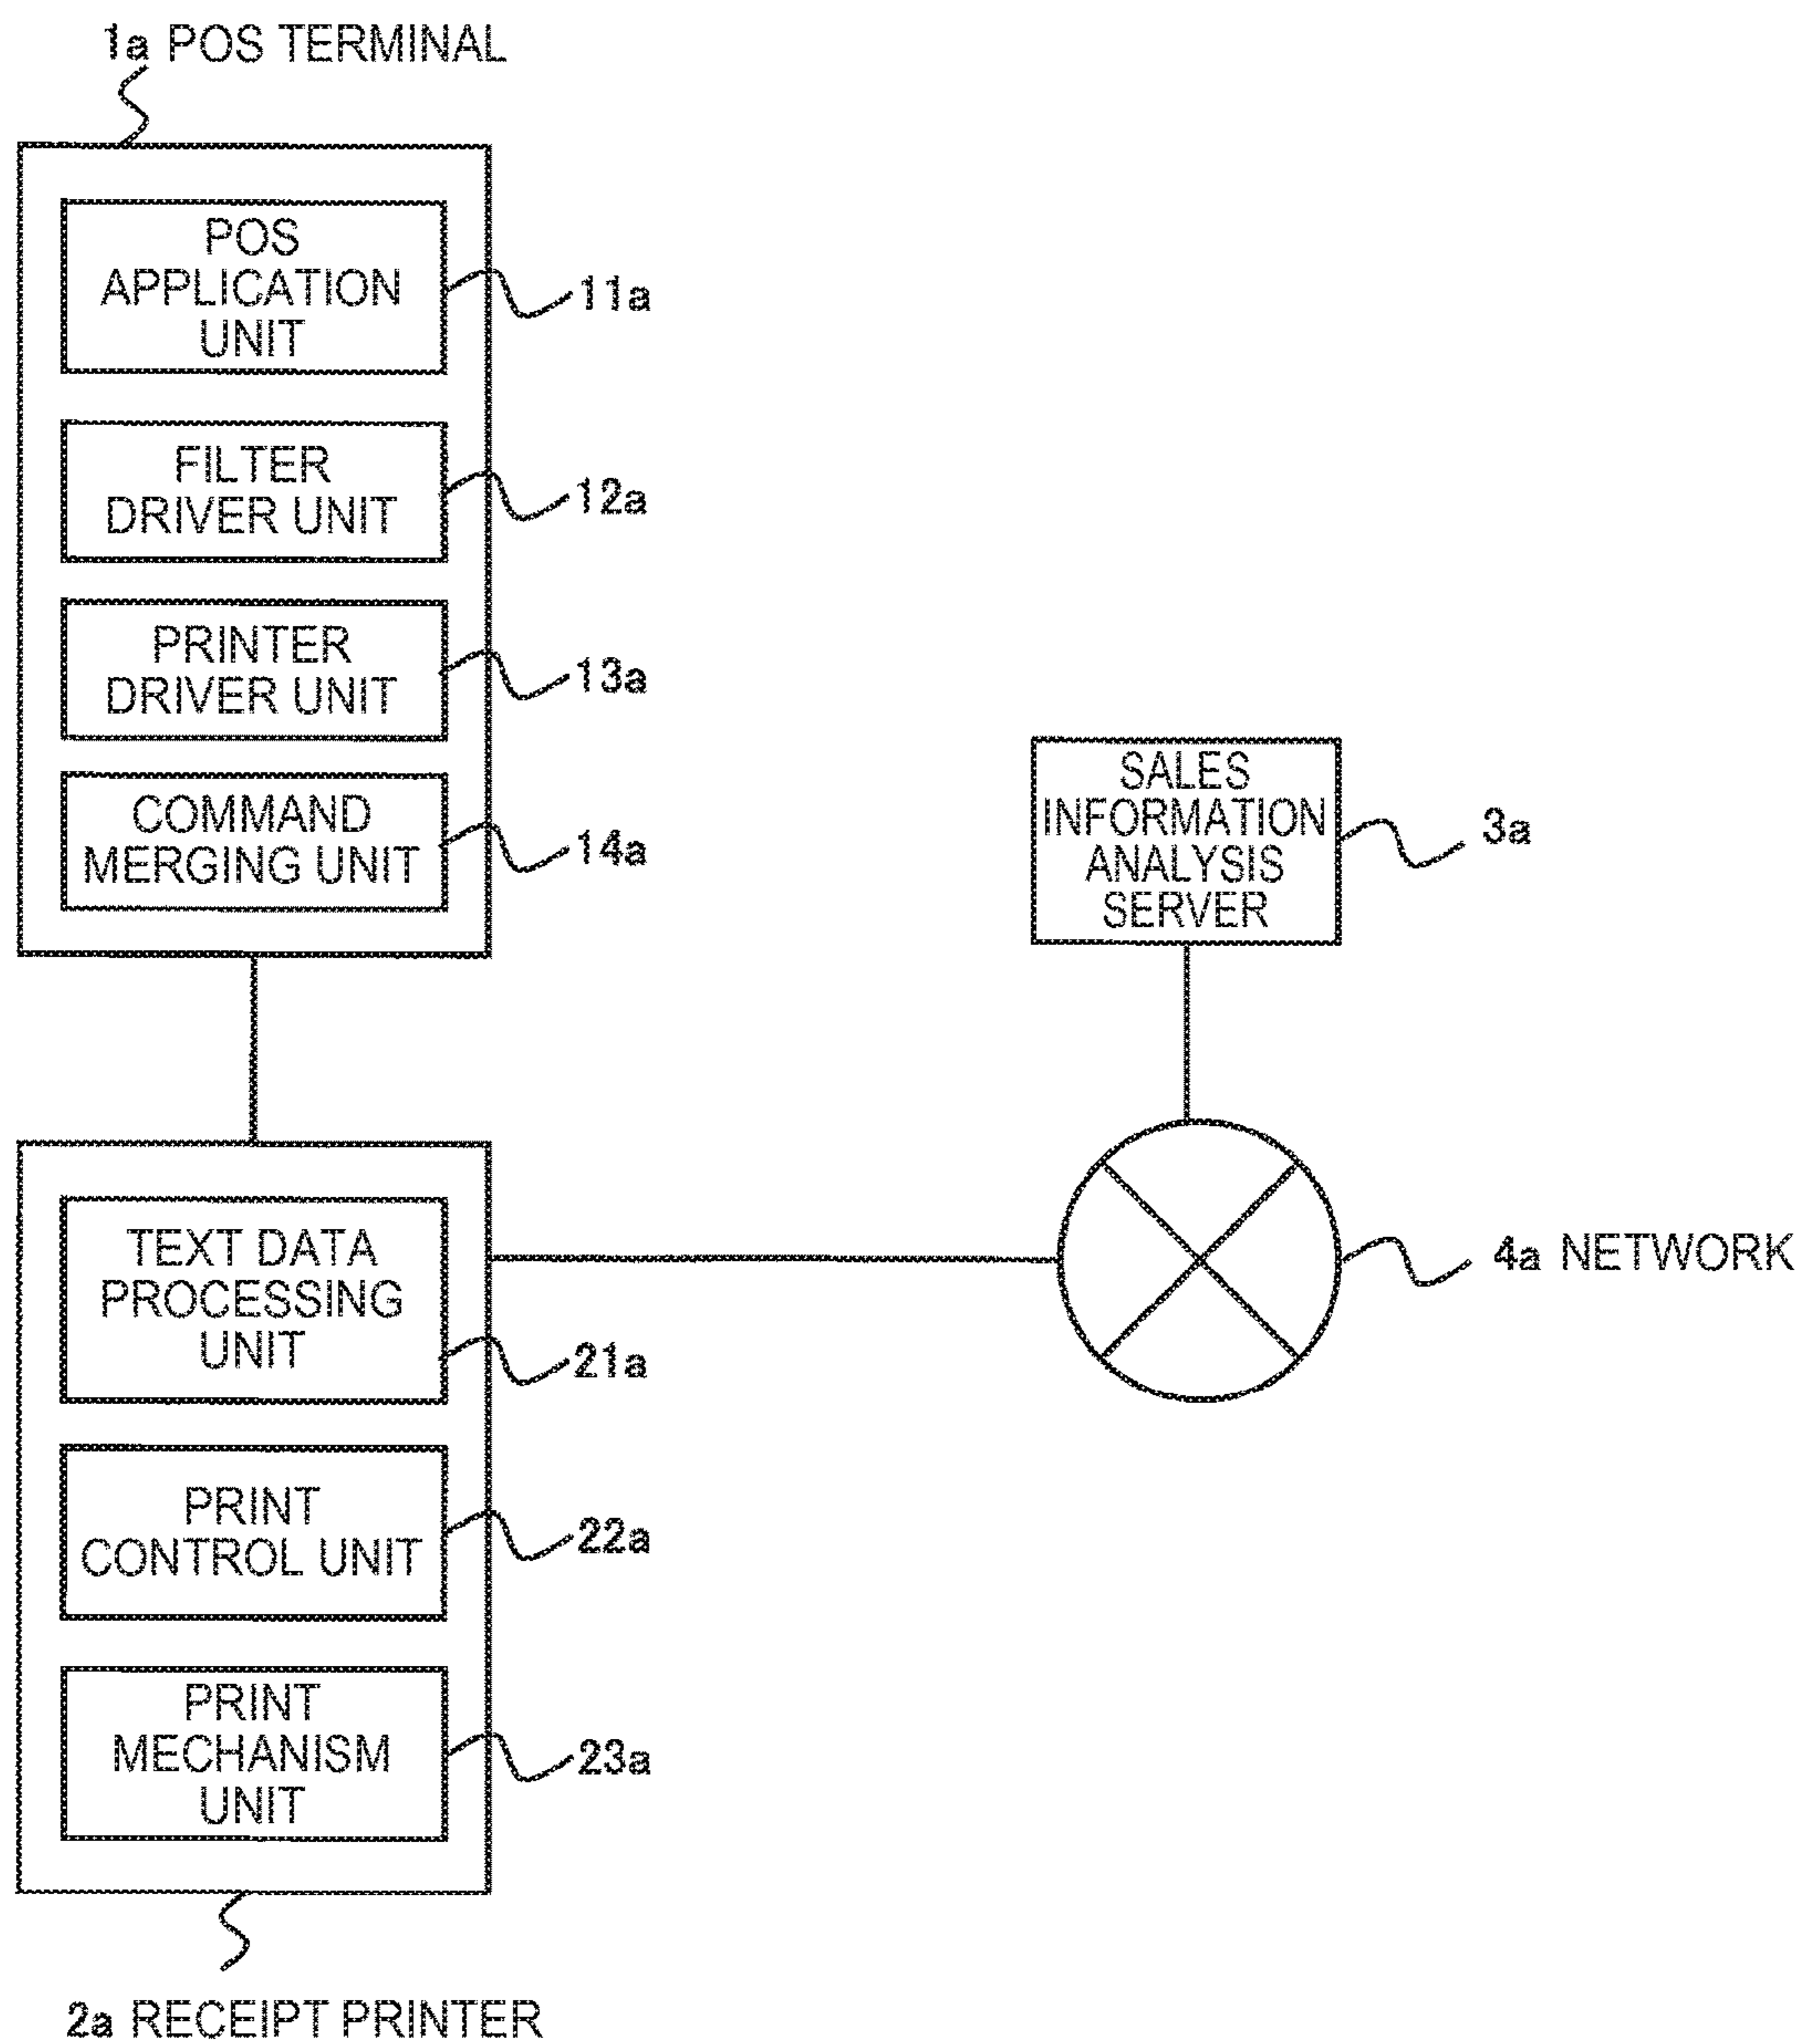 1a POS TERMINAL
POS
APPLICATION
UNIT
11a
FILTER
DRIVER UNIT
12a
PRINTER
DRIVER UNIT
13a
COMMAND
MERGING UNIT
14a
SALES
INFORMATION
ANALYSIS
SERVER
3a
TEXT DATA
PROCESSING
UNIT
21a
4a NETWORK
PRINT
CONTROL UNIT
22a
PRINT
MECHANISM
UNIT
23a
2a RECEIPT PRINTER